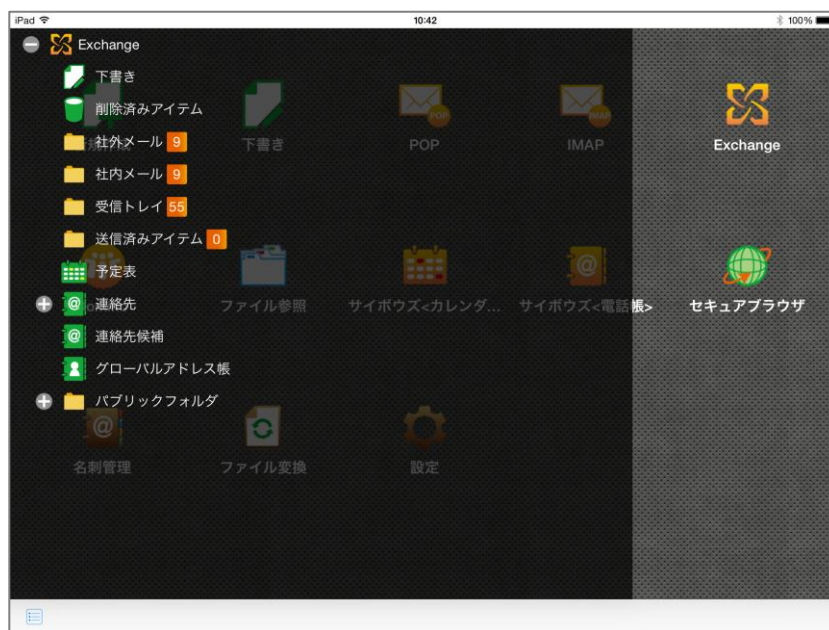 iPad 10:42 100%
Exchange
下書き
削除済みアイテム
社外メール 9
社内メール 9
受信トレイ 55
送信済みアイテム 0
予定表
連絡先
連絡先候補
グローバルアドレス帳
パブリックフォルダ
下書き POP IMAP Exchange
ファイル参照 サイボウズ<カレンダ... サイボウズ<電話帳> セキュアブラウザ
名刺管理 ファイル変換 設定